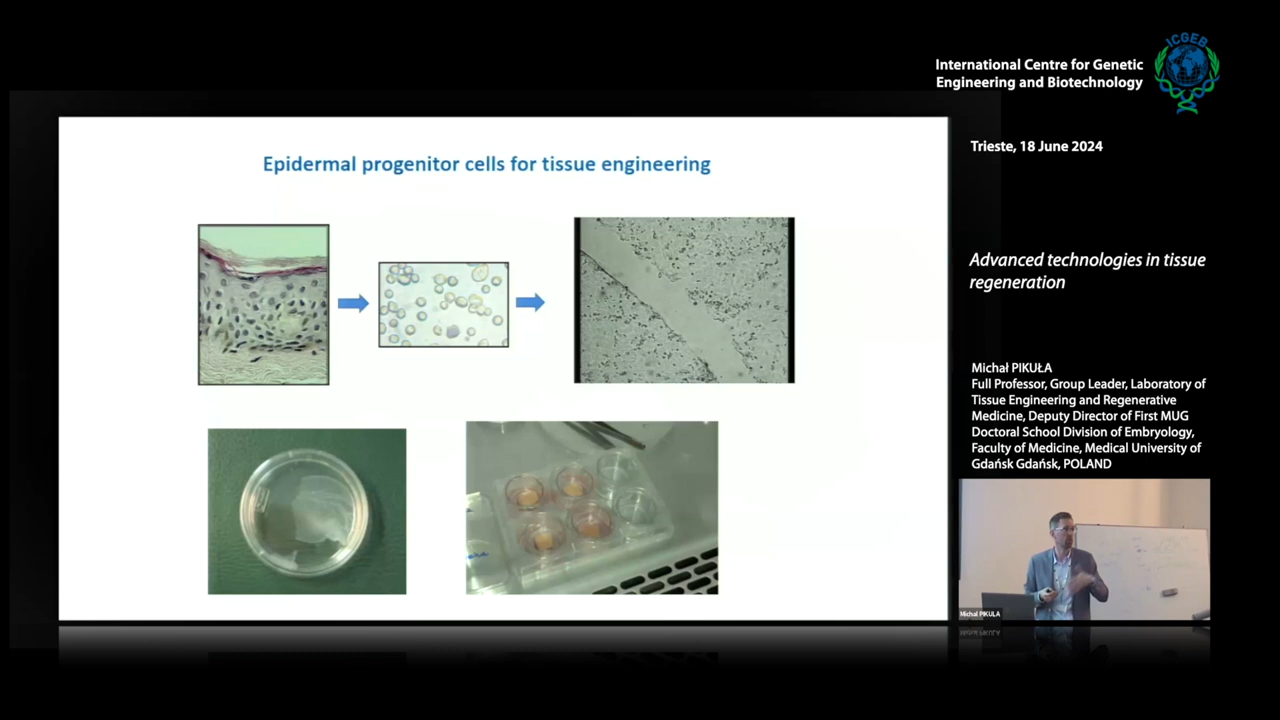 International Centre for Genetic
Engineering and Biotechnology
ICGEB
Trieste, 18 June 2024
Epidermal progenitor cells for tissue engineering
Advanced technologies in tissue
regeneration
Michał PIKUŁA
Full Professor, Group Leader, Laboratory of
Tissue Engineering and Regenerative
Medicine, Deputy Director of First MUG
Doctoral School Division of Embryology,
Faculty of Medicine, Medical University of
Gdańsk Gdańsk, POLAND
Michal PIKULA